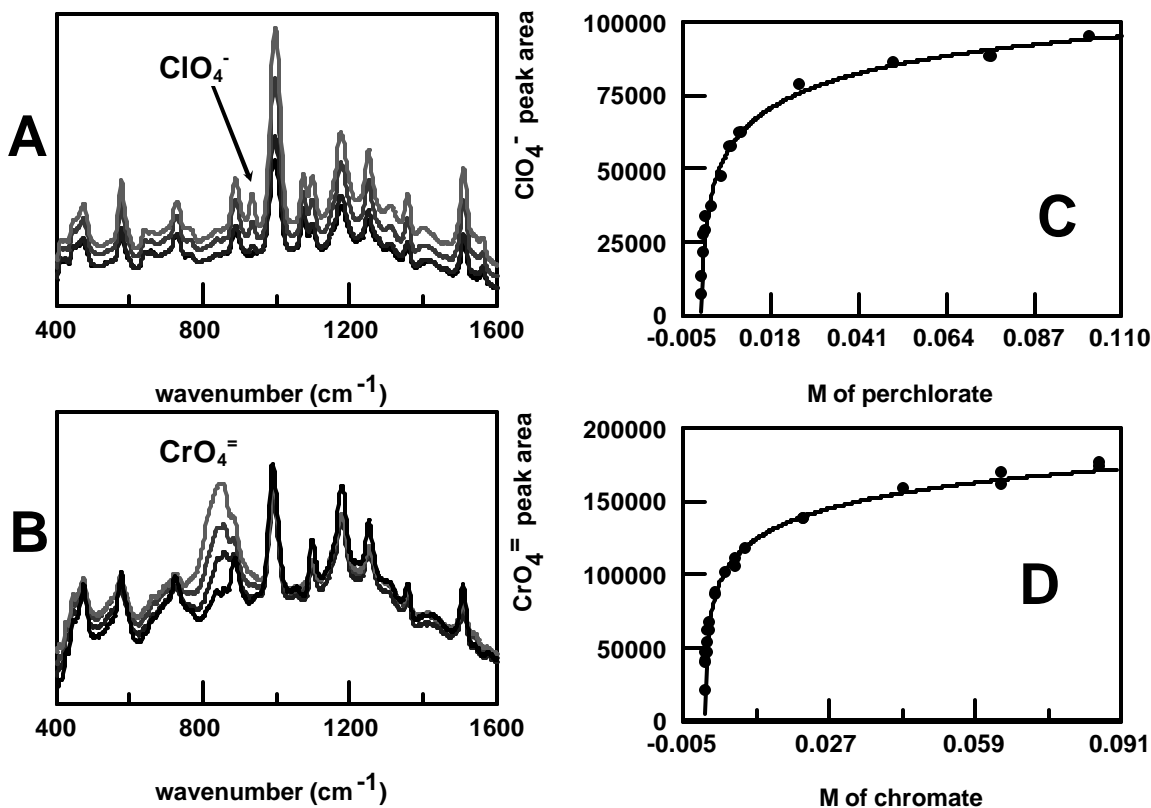 A
ClO4-
400 800 1200 1600
wavenumber (cm-1)
B
CrO4=
400 800 1200 1600
wavenumber (cm-1)
C
ClO4- peak area
100000
75000
50000
25000
0
-0.005 0.018 0.041 0.064 0.087 0.110
M of perchlorate
D
CrO4= peak area
200000
150000
100000
50000
0
-0.005 0.027 0.059 0.091
M of chromate